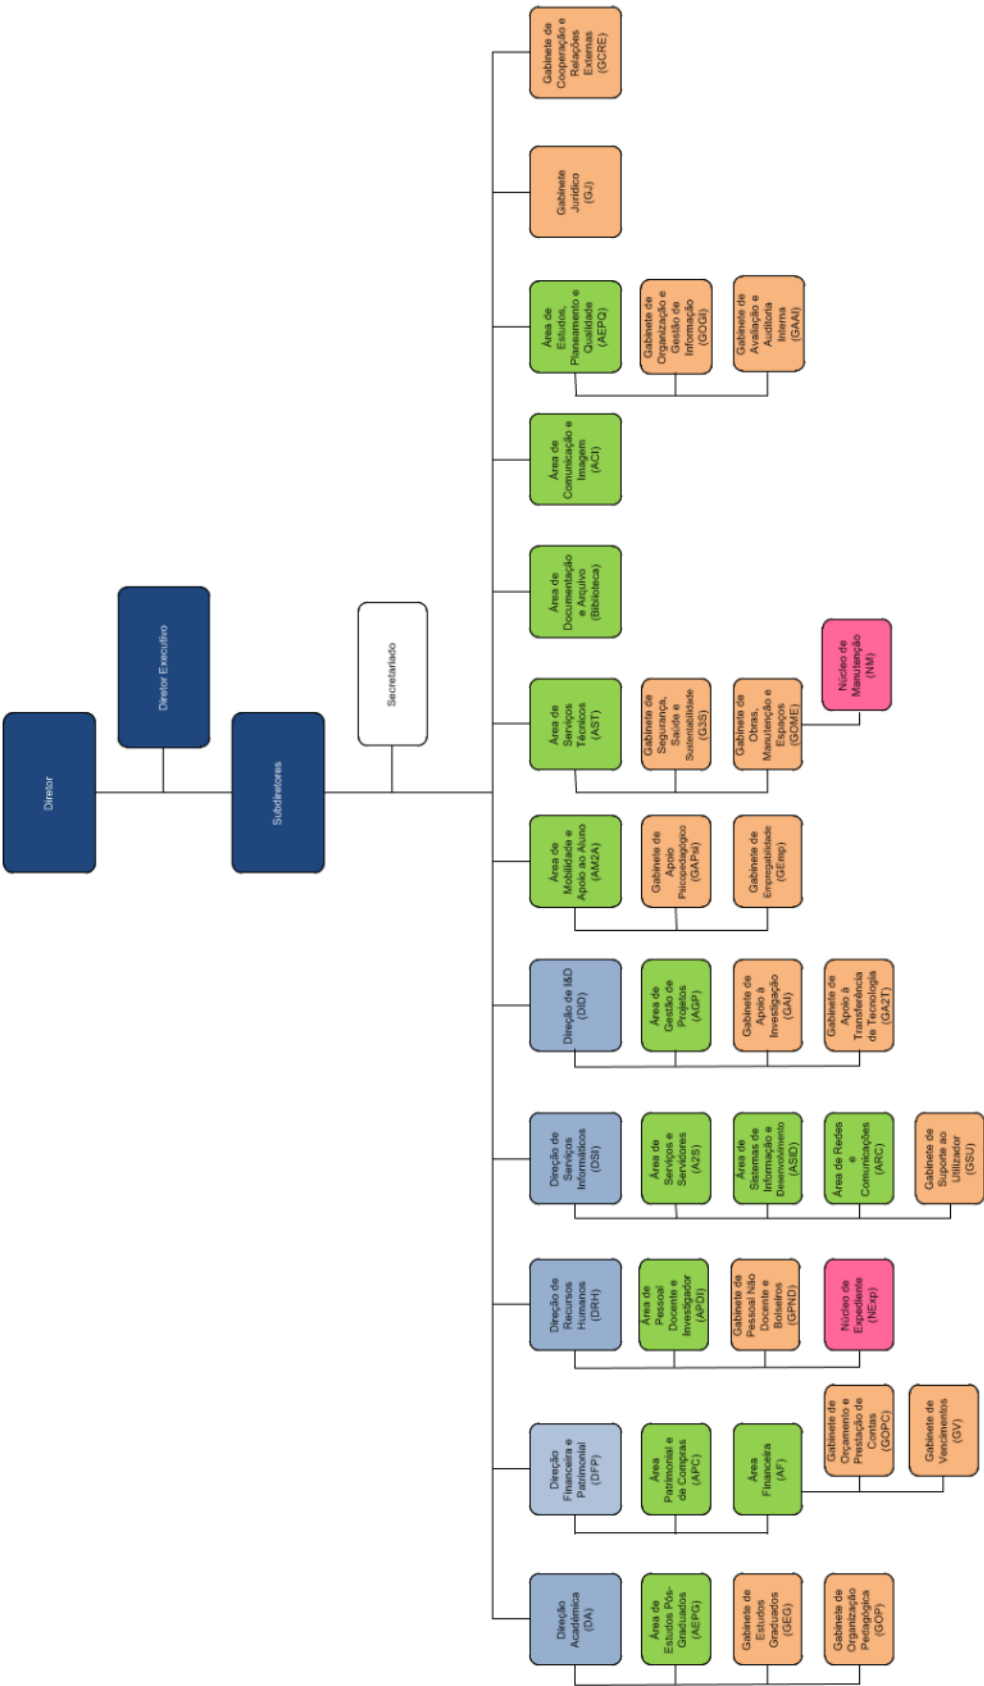 Diretor
Diretor Executivo
Subdiretores
Secretariado
Direção
Académica
(DA)
Área de
Estudos Pós-
Graduados
(AEPG)
Gabinete de
Estudos
Graduados
(GEG)
Gabinete de
Organização
Pedagógica
(GOP)
Direção
Financeira e
Patrimonial
(DFP)
Área
Patrimonial e
de Compras
(APC)
Área
Financeira
(AF)
Gabinete de
Orçamento e
Prestação de
Contas
(GOPC)
Gabinete de
Vencimentos
(GV)
Direção de
Recursos
Humanos
(DRH)
Área de
Pessoal
Docente e
Investigador
(APDI)
Gabinete de
Pessoal Não
Docente e
Bolseiros
(GPND)
Núcleo de
Expediente
(NExp)
Direção de
Serviços
Informáticos
(DSI)
Área de
Serviços e
Servidores
(A2S)
Área de
Sistemas de
Informação e
Desenvolvimento
(ASID)
Área de Redes
e
Comunicações
(ARC)
Gabinete de
Suporte ao
Utilizador
(GSU)
Direção de I&D
(DID)
Área de
Gestão de
Projetos
(AGP)
Gabinete de
Apoio à
Investigação
(GAI)
Gabinete de
Apoio à
Transferência
de Tecnologia
(GA2T)
Área de
Mobilidade e
Apoio ao Aluno
(AM2A)
Gabinete de
Apoio
Psicopedagógico
(GAPsi)
Gabinete de
Empregabilidade
(GEmp)
Área de
Serviços
Técnicos
(AST)
Gabinete de
Segurança,
Saúde e
Sustentabilidade
(G3S)
Gabinete de
Obras,
Manutenção e
Espaços
(GOME)
Núcleo de
Manutenção
(NM)
Área de
Documentação
e Arquivo
(Biblioteca)
Área de
Comunicação e
Imagem
(ACI)
Área de
Estudos,
Planeamento e
Qualidade
(AEPQ)
Gabinete de
Organização e
Gestão de
Informação
(GOGI)
Gabinete de
Avaliação e
Auditoria
Interna
(GAAI)
Gabinete
Jurídico
(GJ)
Gabinete de
Cooperação e
Relações
Externas
(GCRE)